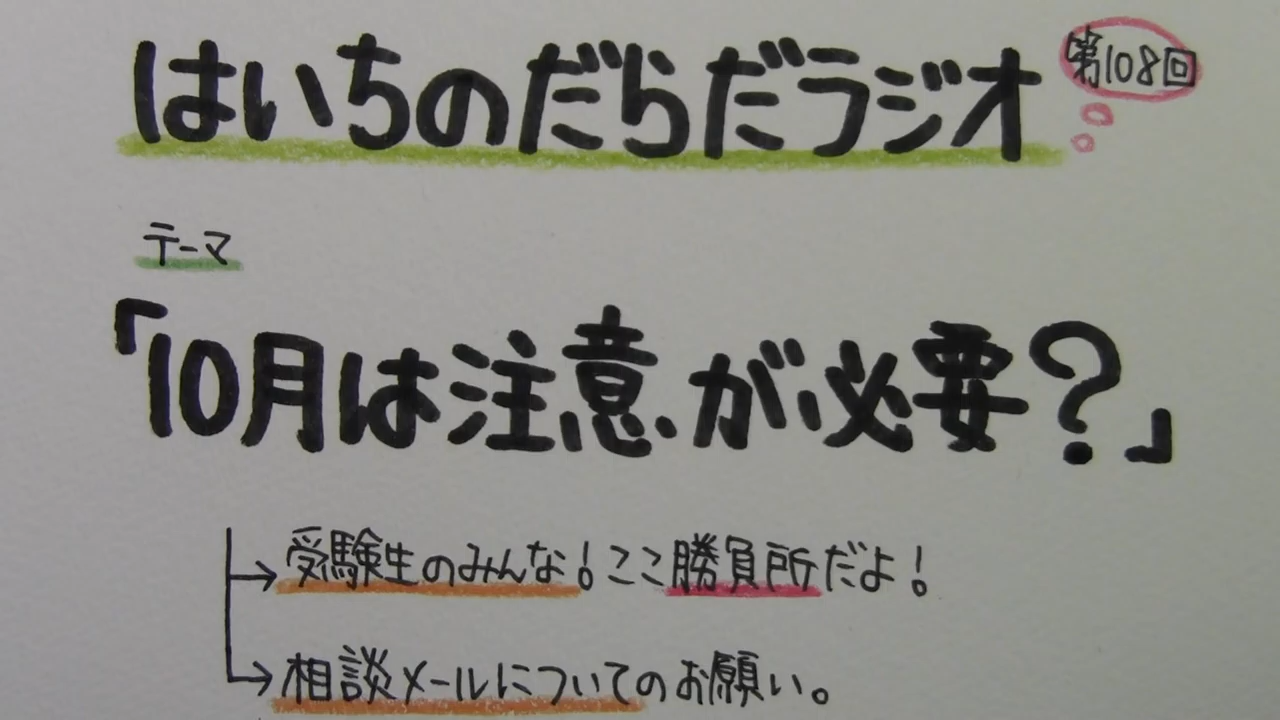 はいちのだらだラジオ
第108回
テーマ
「10月は注意が必要?」
受験生のみんな!ここ勝負所だよ!
相談メールについてのお願い。